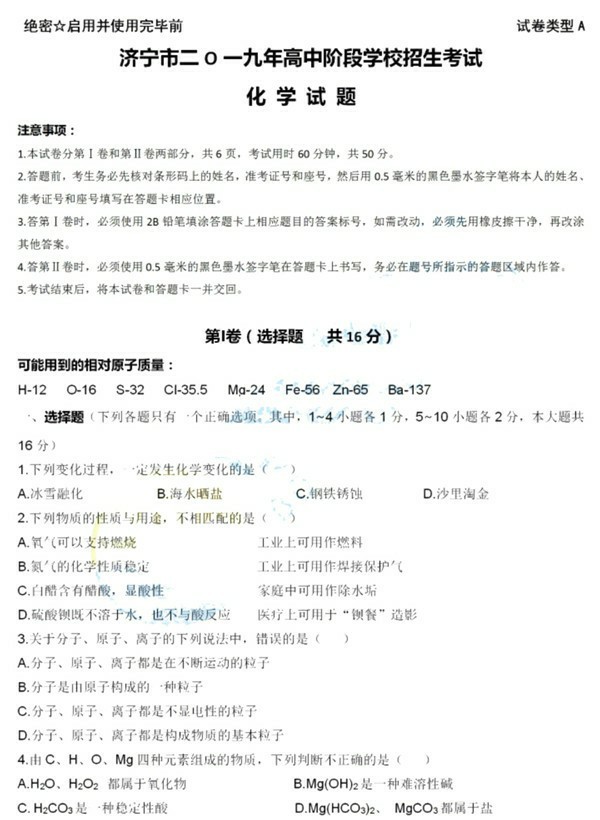 绝密☆启用并使用完毕前 试卷类型 A
济宁市二 O 一九年高中阶段学校招生考试
化 学 试 题
注意事项：
1.本试卷分第Ⅰ卷和第Ⅱ卷两部分，共 6 页，考试用时 60 分钟，共 50 分。
2.答题前，考生务必先核对条形码上的姓名，准考证号和座号，然后用 0.5 毫米的黑色墨水签字笔将本人的姓名、
准考证号和座号填写在答题卡相应位置。
3.答第Ⅰ卷时，必须使用 2B 铅笔填涂答题卡上相应题目的答案标号，如需改动，必须先用橡皮擦干净，再改涂
其他答案。
4.答第Ⅱ卷时，必须使用 0.5 毫米的黑色墨水签字笔在答题卡上书写，务必在题号所指示的答题区域内作答。
5.考试结束后，将本试卷和答题卡一并交回。
第Ⅰ卷（选择题 共 16 分）
可能用到的相对原子质量：
H-12 O-16 S-32 Cl-35.5 Mg-24 Fe-56 Zn-65 Ba-137
一、选择题（下列各题只有一个正确选项。其中，1~4 小题各 1 分，5~10 小题各 2 分，本大题共
16 分）
1.下列变化过程，一定发生化学变化的是（ ）
A.冰雪融化 B.海水晒盐 C.钢铁锈蚀 D.沙里淘金
2.下列物质的性质与用途，不相匹配的是（ ）
A.氧气可以支持燃烧 工业上可用作燃料
B.氮气的化学性质稳定 工业上可用作焊接保护气
C.白醋含有醋酸，显酸性 家庭中可用作除水垢
D.硫酸钡既不溶于水，也不与酸反应 医疗上可用于“钡餐”造影
3.关于分子、原子、离子的下列说法中，错误的是（ ）
A.分子、原子、离子都是在不断运动的粒子
B.分子是由原子构成的一种粒子
C.分子、原子、离子都是不显电性的粒子
D.分子、原子、离子都是构成物质的基本粒子
4.由 C、H、O、Mg 四种元素组成的物质，下列判断不正确的是（ ）
A.H₂O、H₂O₂ 都属于氧化物 B.Mg(OH)₂是一种难溶性碱
C. H₂CO₃是一种稳定性酸 D.Mg(HCO₃)₂、 MgCO₃都属于盐